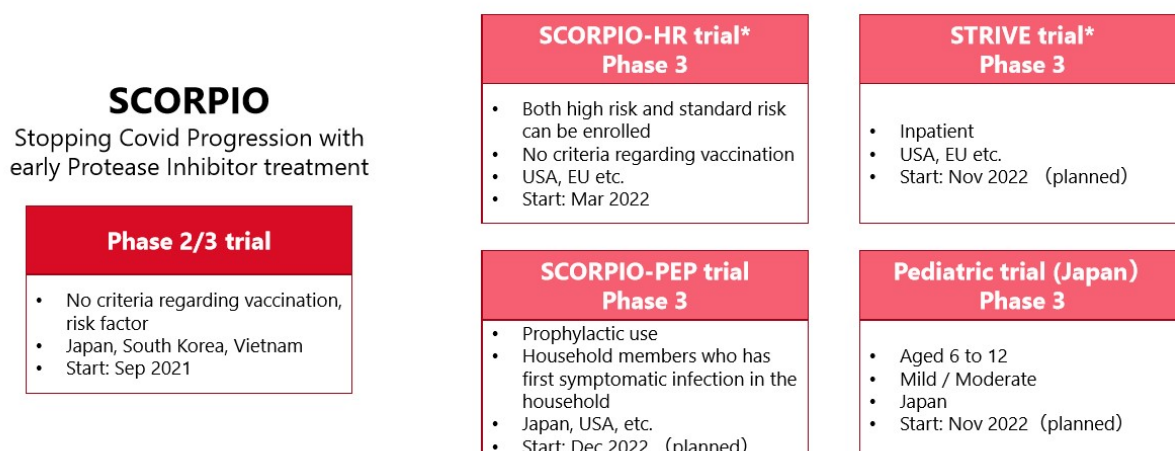 SCORPIO
Stopping Covid Progression with
early Protease Inhibitor treatment
Phase 2/3 trial
• No criteria regarding vaccination,
risk factor
• Japan, South Korea, Vietnam
• Start: Sep 2021
SCORPIO-HR trial*
Phase 3
• Both high risk and standard risk
can be enrolled
• No criteria regarding vaccination
• USA, EU etc.
• Start: Mar 2022
STRIVE trial*
Phase 3
• Inpatient
• USA, EU etc.
• Start: Nov 2022 （planned）
SCORPIO-PEP trial
Phase 3
• Prophylactic use
• Household members who has
first symptomatic infection in the
household
• Japan, USA, etc.
• Start: Dec 2022 （planned）
Pediatric trial (Japan）
Phase 3
• Aged 6 to 12
• Mild / Moderate
• Japan
• Start: Nov 2022（planned）